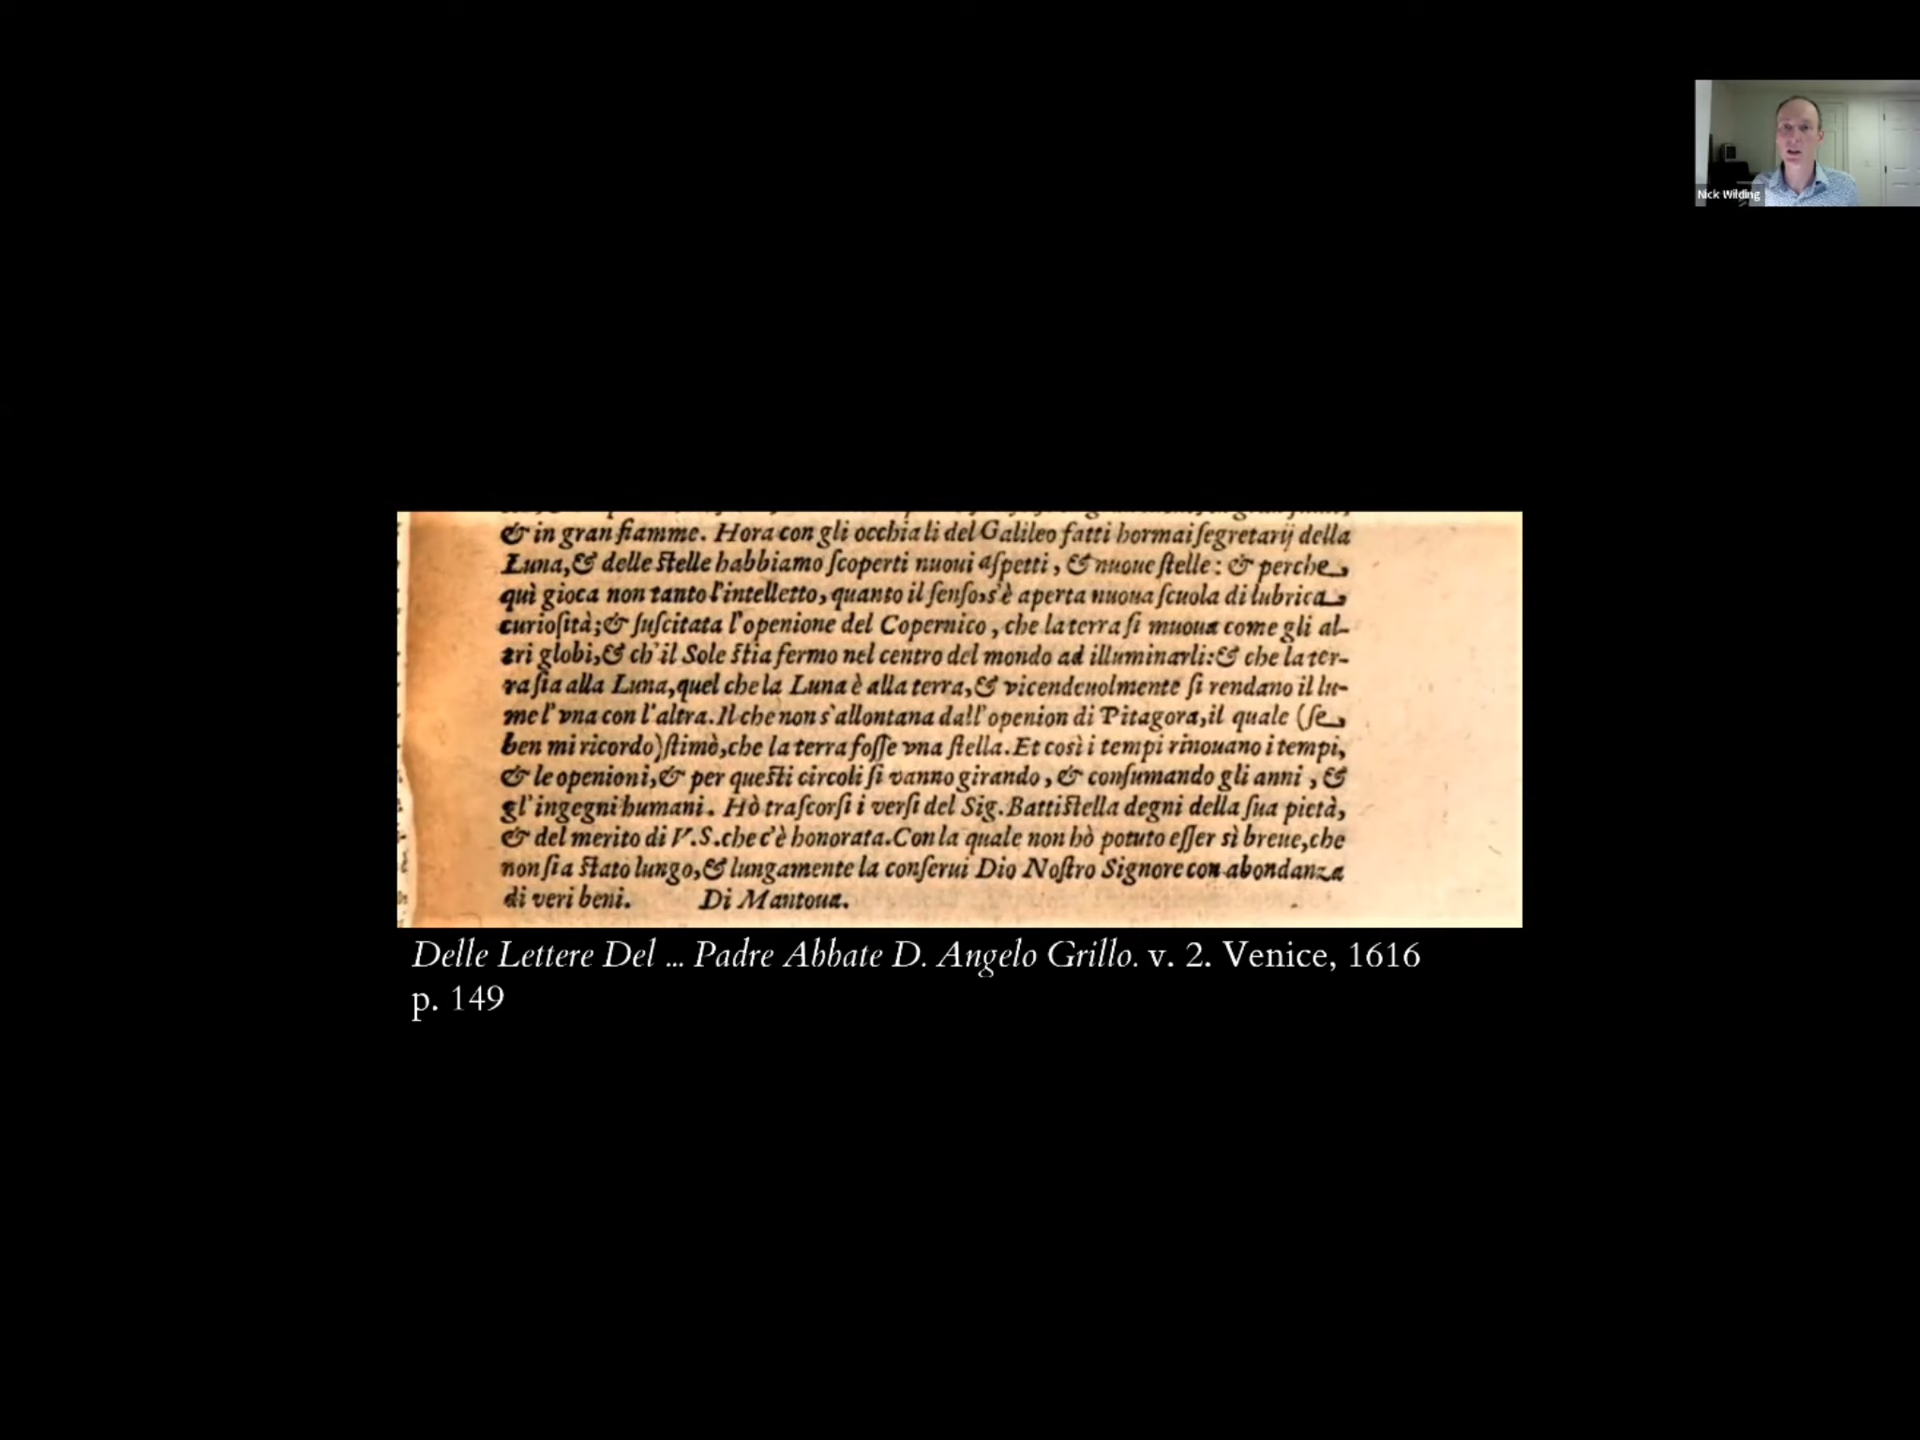 Nick Wilding
& in gran fiamme. Hora con gli occhiali del Galileo fatti hormai ſegretarij della
Luna, & delle ſtelle habbiamo ſcoperti nuoui aſpetti, & nuoue ſtelle: & perche
quì gioca non tanto l'intelletto, quanto il ſenſo, s'è aperta nuoua ſcuola di lubrica
curioſità; & ſuſcitata l'openione del Copernico, che la terra ſi muoua come gli al-
tri globi, & ch'il Sole ſtia fermo nel centro del mondo ad illuminarli: & che la ter-
ra ſia alla Luna, quel che la Luna è alla terra, & vicendeuolmente ſi rendano il lu-
me l'vna con l'altra. Il che non s'allontana dall'openion di Pitagora, il quale (ſe
ben mi ricordo) ſtimò, che la terra foſſe vna ſtella. Et così i tempi rinouano i tempi,
& le openioni, & per queſti circoli ſi vanno girando, & conſumando gli anni, &
gl'ingegni humani. Hò traſcorſi i verſi del Sig. Battiſtella degni della ſua pietà,
& del merito di V.S. che c'è honorata. Con la quale non hò potuto eſſer sì breue, che
non ſia ſtato lungo, & lungamente la conſerui Dio Noſtro Signore con abondanza
di veri beni. Di Mantoua.
Delle Lettere Del ... Padre Abbate D. Angelo Grillo. v. 2. Venice, 1616
p. 149